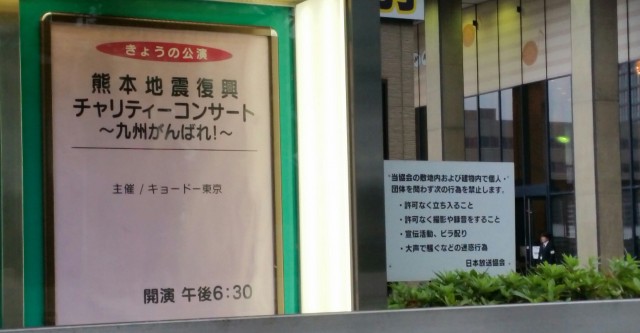 きょうの公演
熊本地震復興
チャリティーコンサート
〜九州がんばれ!〜
主催 / キョードー東京
開演 午後6:30
当協会の敷地内および建物内で個人・
団体を問わず次の行為を禁止します。
・許可なく立ち入ること
・許可なく撮影や録音をすること
・宣伝活動、ビラ配り
・大声で騒ぐなどの迷惑行為
日本放送協会